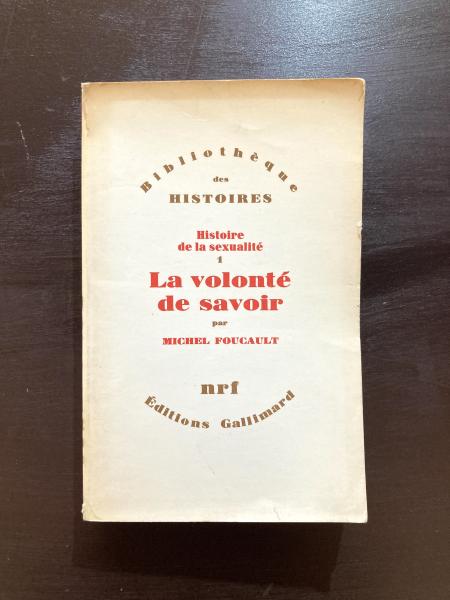 Bibliothèque
des
HISTOIRES
Histoire
de la sexualité
1
La volonté
de savoir
par
MICHEL FOUCAULT
nrf
Éditions Gallimard